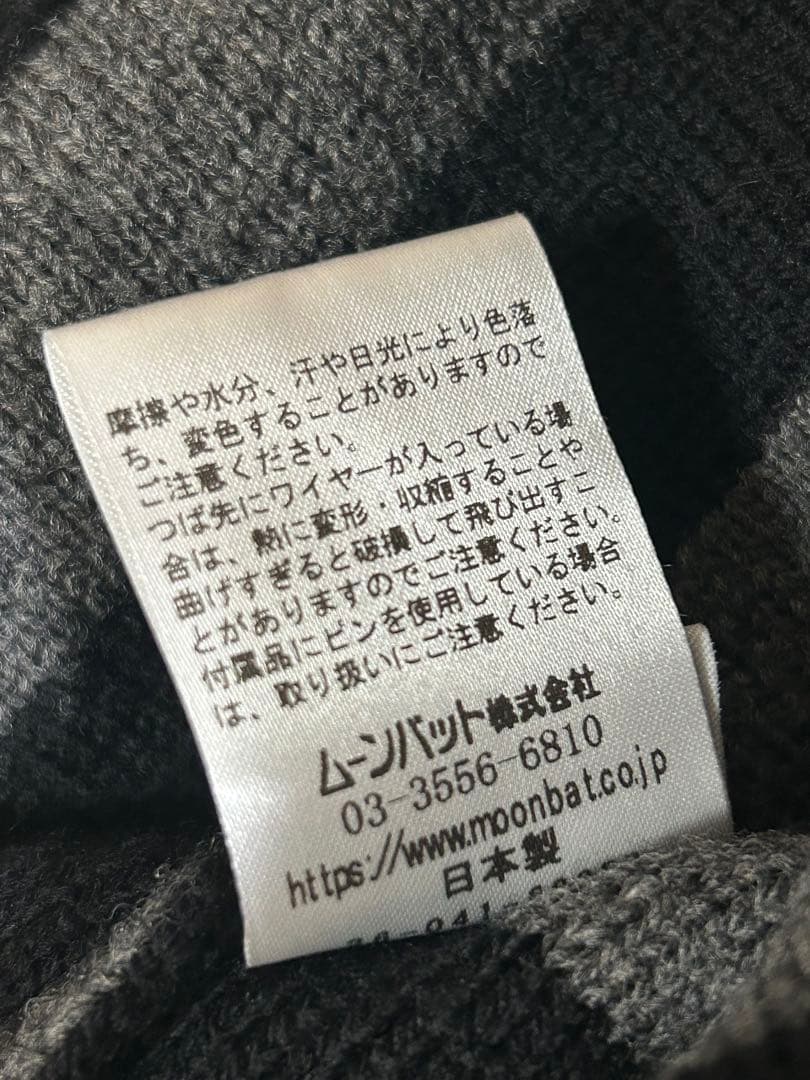 摩擦や水分、汗や日光により色落
ち、変色することがありますので
ご注意ください。
つば先にワイヤーが入っている場
合は、熱に変形・収縮することや
曲げすぎると破損して飛び出すこ
とがありますのでご注意ください。
付属品にピンを使用している場合
は、取り扱いにご注意ください。
ムーンバット株式会社
03-3556-6810
https://www.moonbat.co.jp
日本製